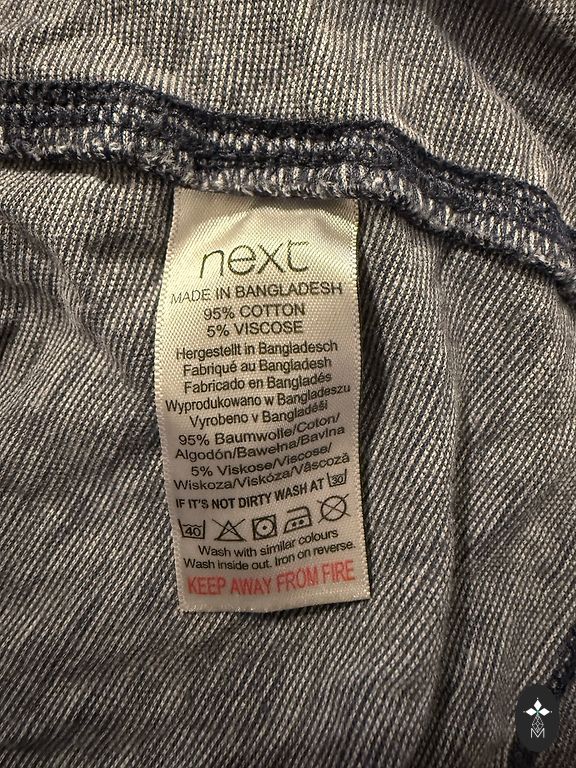 next
MADE IN BANGLADESH
95% COTTON
5% VISCOSE
Hergestellt in Bangladesch
Fabriqué au Bangladesh
Fabricado en Bangladés
Wyprodukowano w Bangladeszu
Vyrobeno v Bangladéši
95% Baumwolle/Coton/
Algodón/Bawełna/Bavlna
5% Viskose/Viscose/
Wiskoza/Viskóza/Vâscoză
IF IT'S NOT DIRTY WASH AT 30
40
Wash with similar colours
Wash inside out. Iron on reverse.
KEEP AWAY FROM FIRE
M